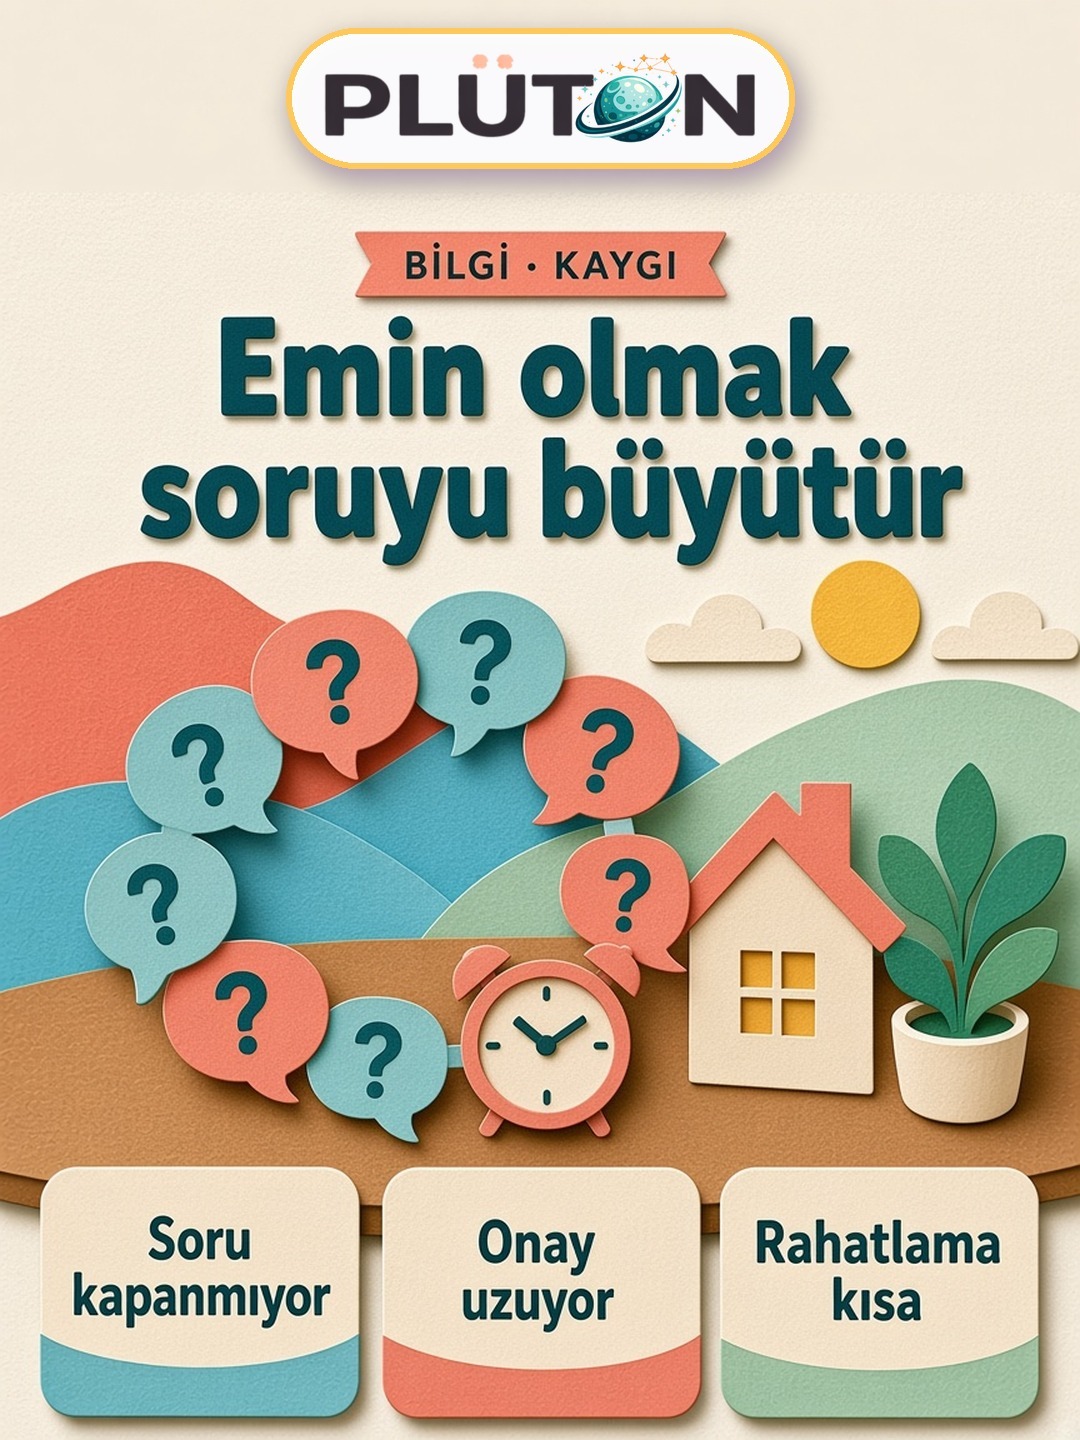 PLÜTON
BİLGİ · KAYGI
Emin olmak
soruyu büyütür
?
?
?
?
?
?
?
?
Soru
kapanmıyor
Onay
uzuyor
Rahatlama
kısa